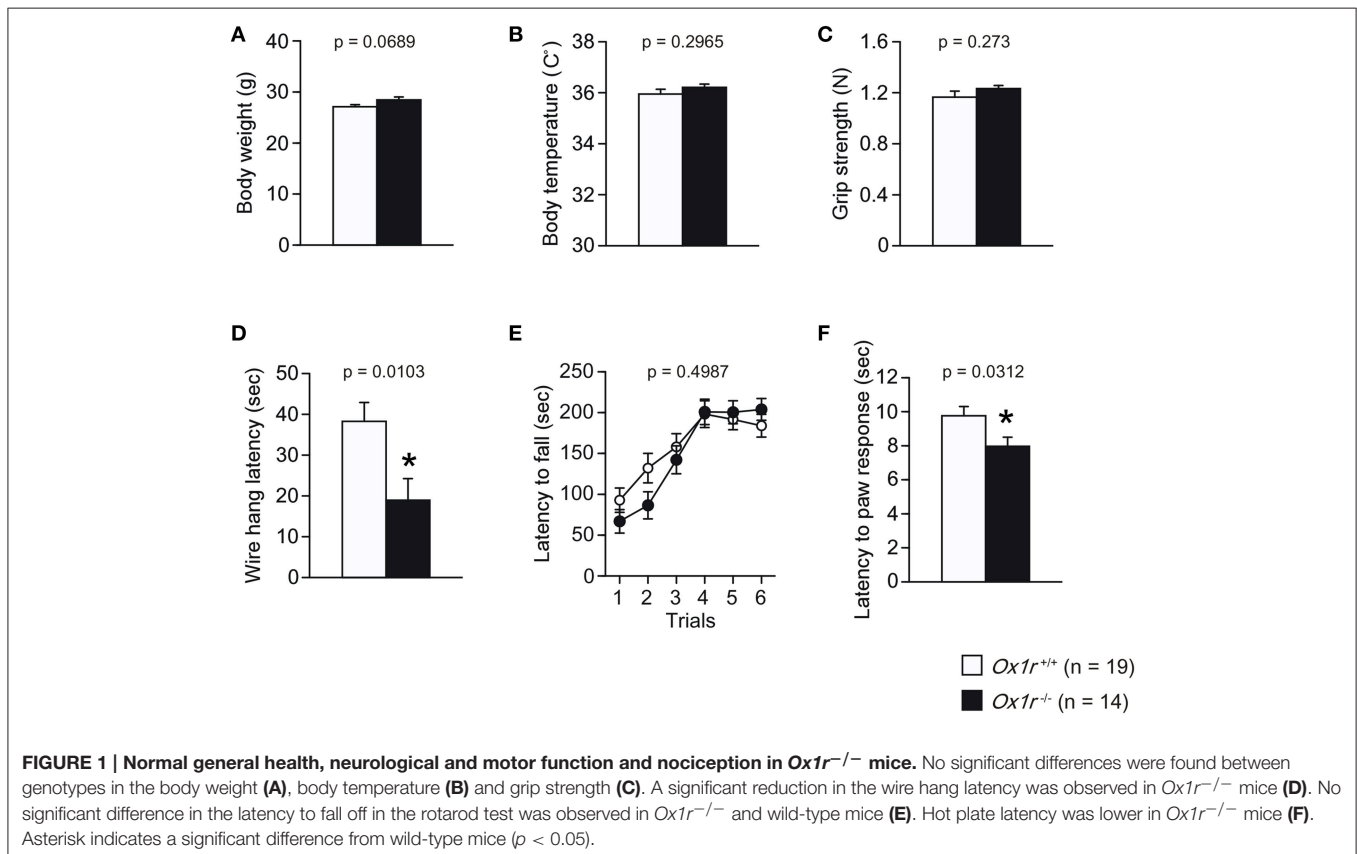 A
p = 0.0689
Body weight (g)
40
30
20
10
0
B
p = 0.2965
Body temperature (C°)
38
36
34
32
30
C
p = 0.273
Grip strength (N)
1.6
1.2
0.8
0.4
0
D
p = 0.0103
Wire hang latency (sec)
50
40
30
20
10
0
*
E
p = 0.4987
Latency to fall (sec)
250
200
150
100
50
0
1 2 3 4 5 6
Trials
F
p = 0.0312
Latency to paw response (sec)
12
10
8
6
4
2
0
*
Ox1r+/+ (n = 19)
Ox1r-/- (n = 14)
FIGURE 1 | Normal general health, neurological and motor function and nociception in Ox1r−/− mice. No significant differences were found between
genotypes in the body weight (A), body temperature (B) and grip strength (C). A significant reduction in the wire hang latency was observed in Ox1r−/− mice (D). No
significant difference in the latency to fall off in the rotarod test was observed in Ox1r−/− and wild-type mice (E). Hot plate latency was lower in Ox1r−/− mice (F).
Asterisk indicates a significant difference from wild-type mice (p < 0.05).